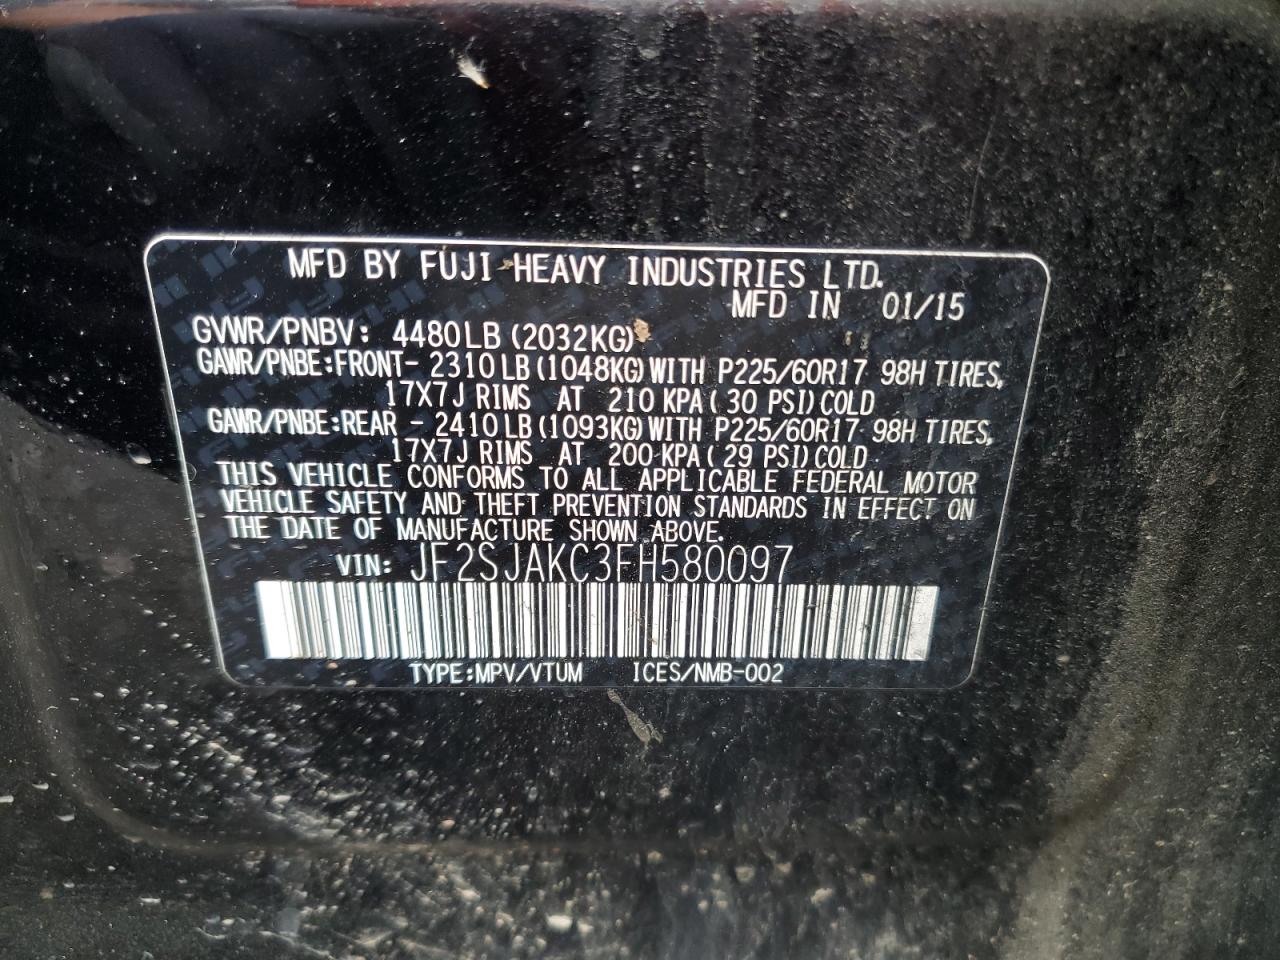 MFD BY FUJI HEAVY INDUSTRIES LTD.
MFD IN 01/15
GVWR/PNBV: 4480LB (2032KG)
GAWR/PNBE:FRONT- 2310 LB (1048KG) WITH P225/60R17 98H TIRES,
17X7J RIMS AT 210 KPA ( 30 PSI) COLD
GAWR/PNBE:REAR - 2410 LB (1093KG) WITH P225/60R17 98H TIRES,
17X7J RIMS AT 200 KPA ( 29 PSI) COLD
THIS VEHICLE CONFORMS TO ALL APPLICABLE FEDERAL MOTOR
VEHICLE SAFETY AND THEFT PREVENTION STANDARDS IN EFFECT ON
THE DATE OF MANUFACTURE SHOWN ABOVE.
VIN: JF2SJAKC3FH580097
TYPE:MPV/VTUM ICES/NMB-002